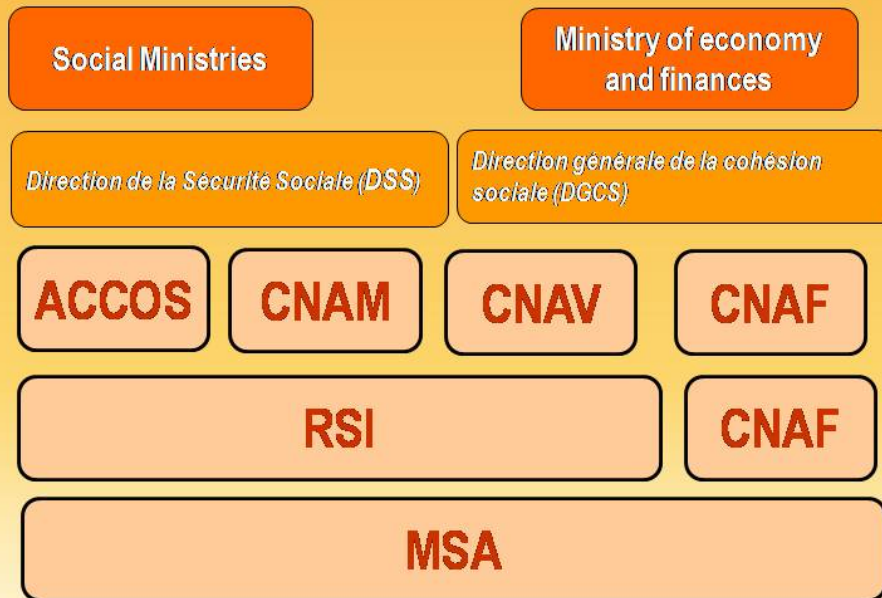 Social Ministries
Ministry of economy
and finances
Direction de la Sécurité Sociale (DSS)
Direction générale de la cohésion
sociale (DGCS)
ACCOS
CNAM
CNAV
CNAF
RSI
CNAF
MSA